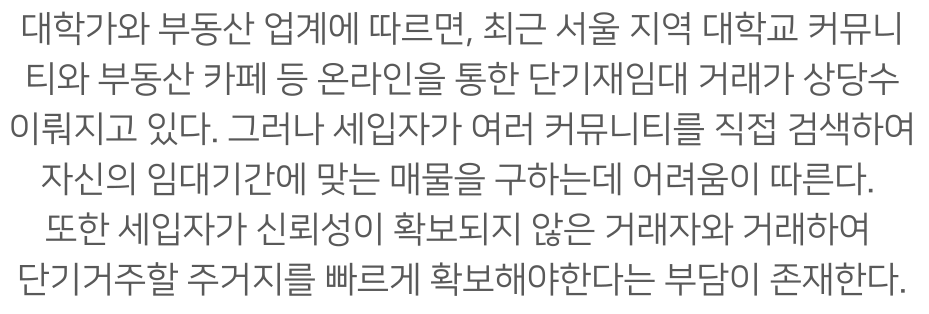 대학가와 부동산 업계에 따르면, 최근 서울 지역 대학교 커뮤니
티와 부동산 카페 등 온라인을 통한 단기재임대 거래가 상당수
이뤄지고 있다. 그러나 세입자가 여러 커뮤니티를 직접 검색하여
자신의 임대기간에 맞는 매물을 구하는데 어려움이 따른다.
또한 세입자가 신뢰성이 확보되지 않은 거래자와 거래하여
단기거주할 주거지를 빠르게 확보해야한다는 부담이 존재한다.